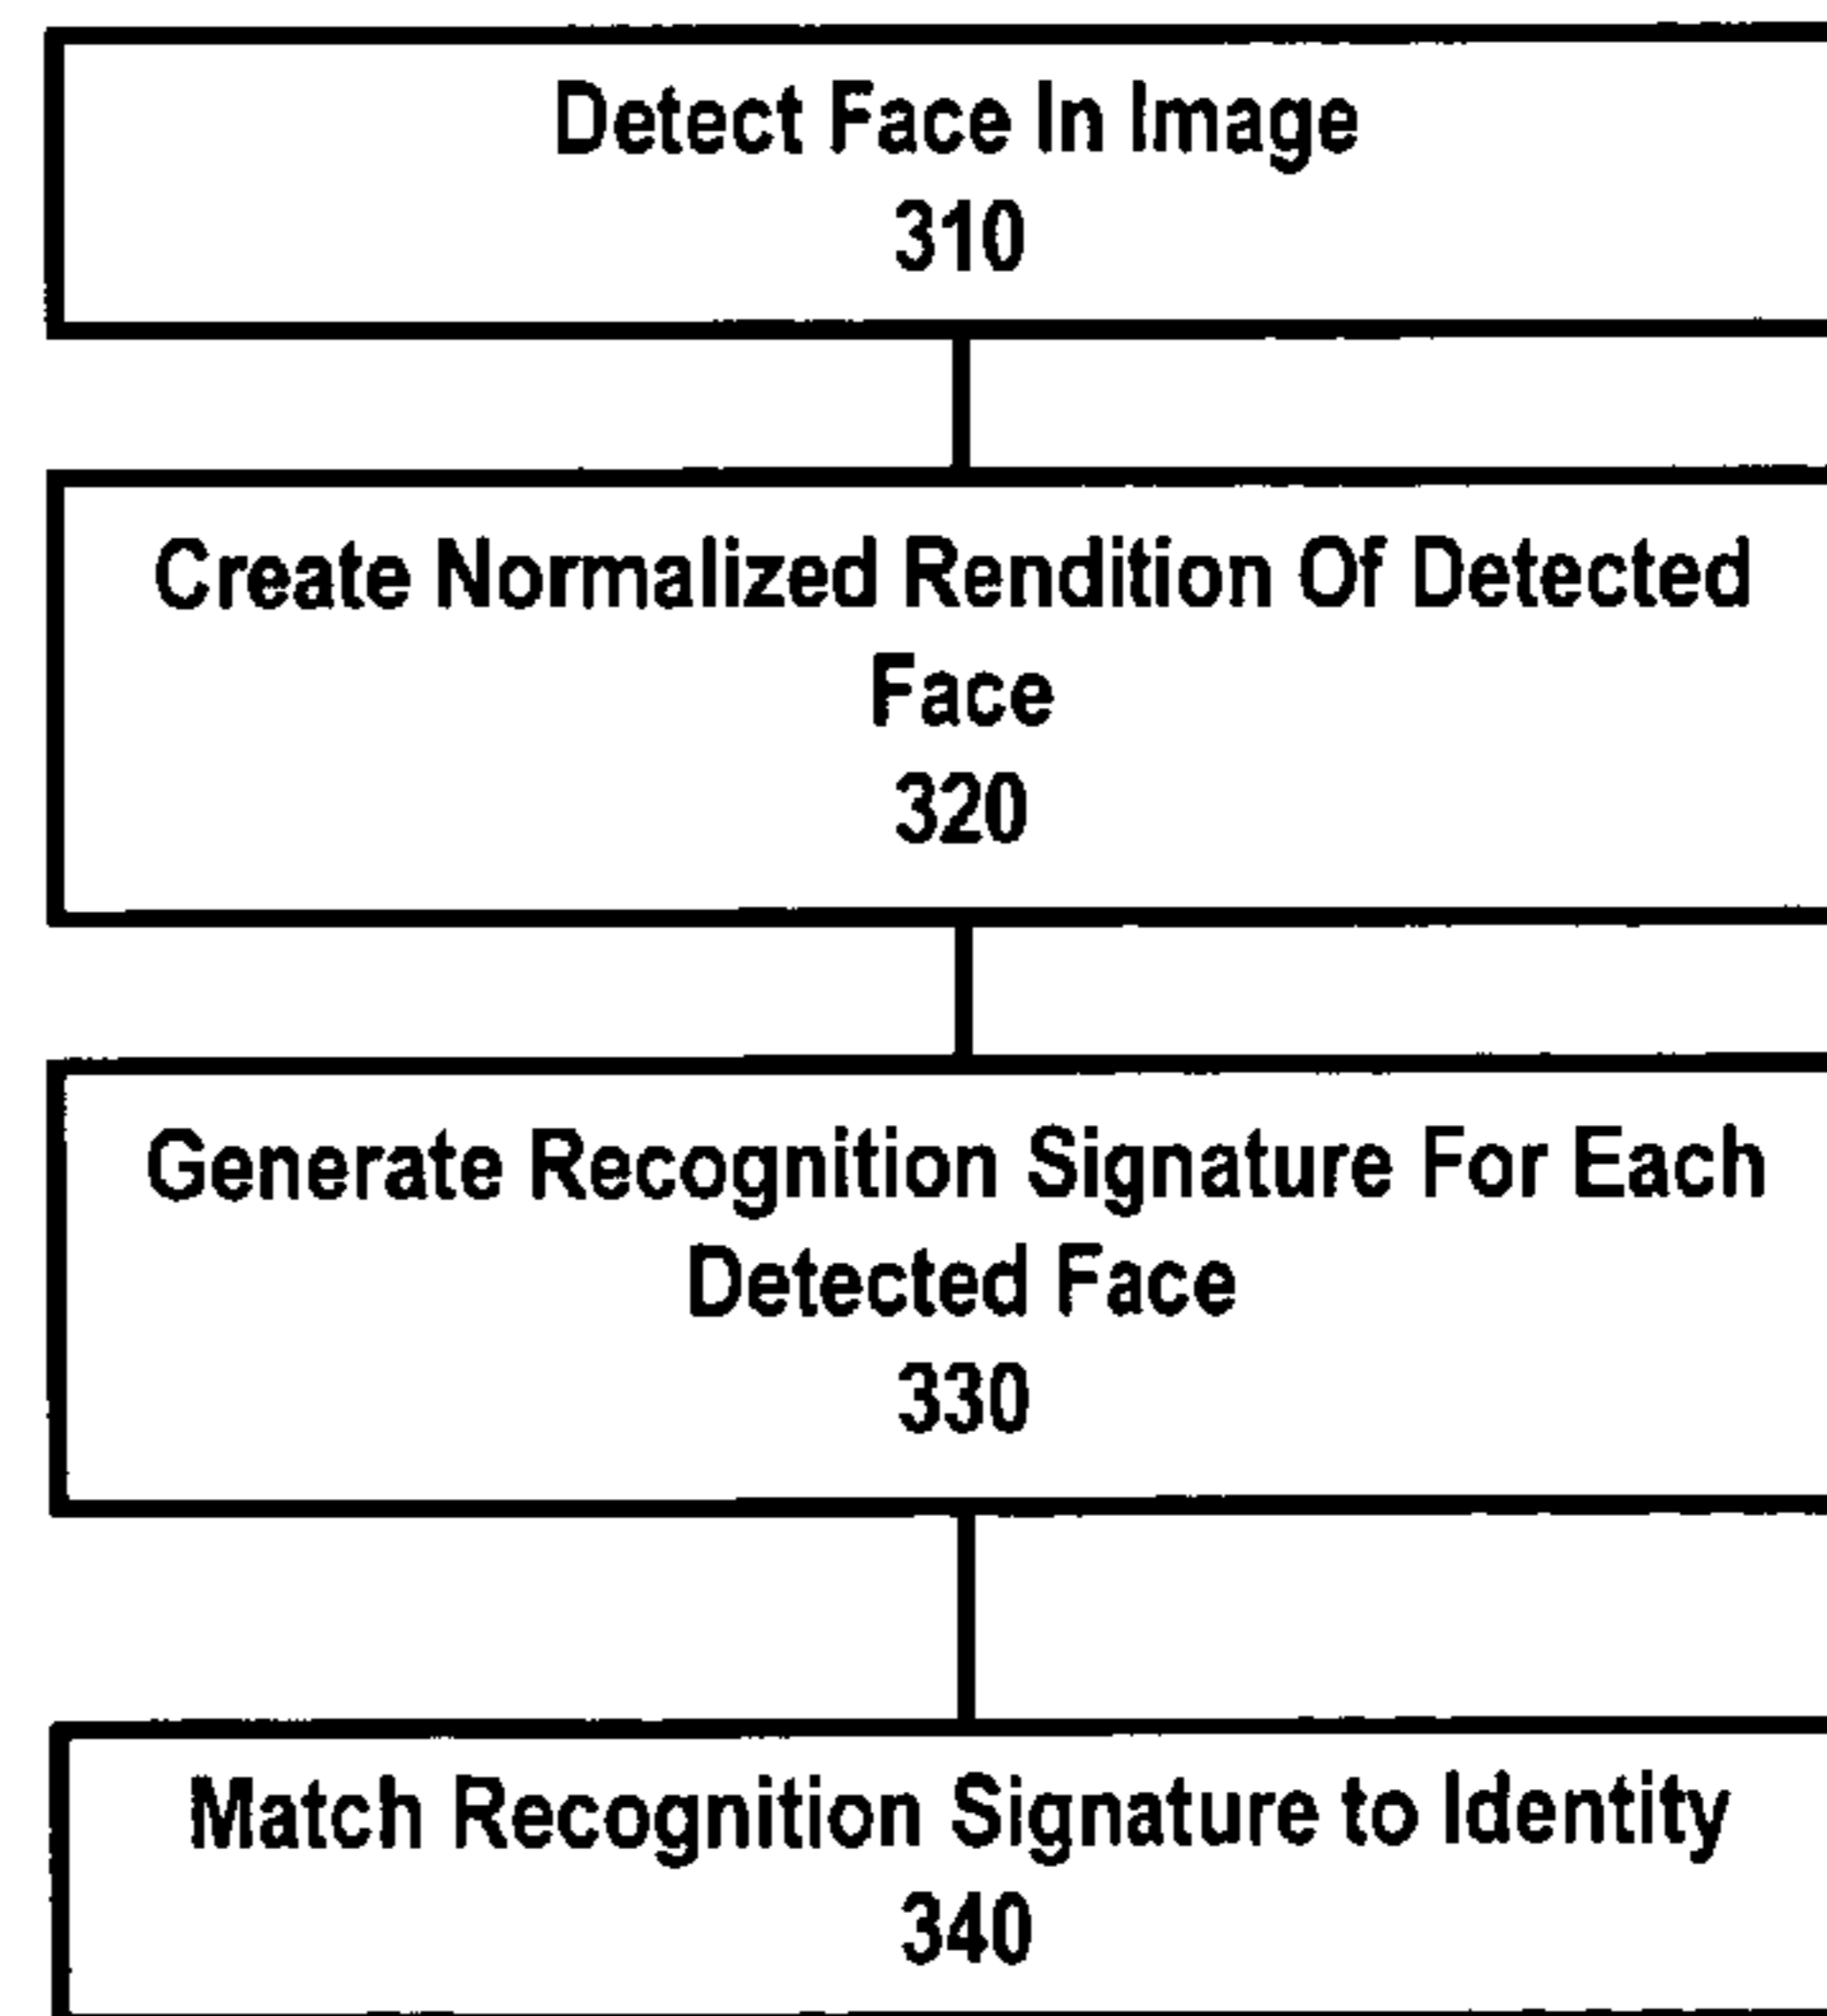 Detect Face In Image
310
Create Normalized Rendition Of Detected
Face
320
Generate Recognition Signature For Each
Detected Face
330
Match Recognition Signature to Identity
340